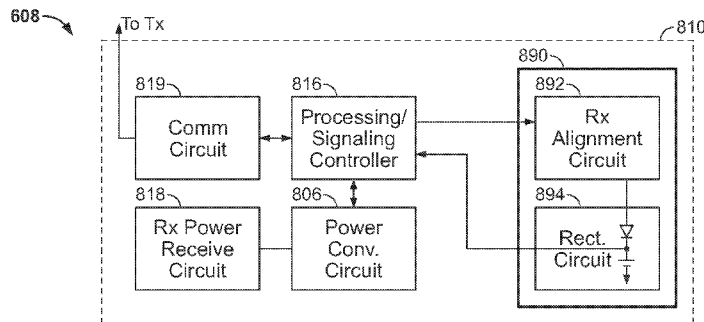 608
To Tx
810
890
819
Comm
Circuit
816
Processing/
Signaling
Controller
892
Rx
Alignment
Circuit
818
Rx Power
Receive
Circuit
806
Power
Conv.
Circuit
894
Rect.
Circuit